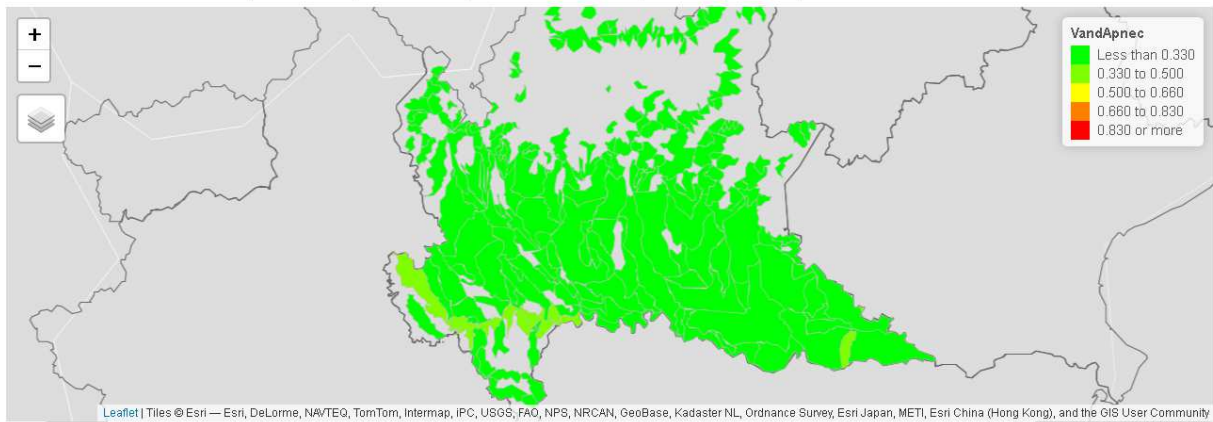 +
−
VandApnec
Less than 0.330
0.330 to 0.500
0.500 to 0.660
0.660 to 0.830
0.830 or more
Leaflet | Tiles © Esri — Esri, DeLorme, NAVTEQ, TomTom, Intermap, iPC, USGS, FAO, NPS, NRCAN, GeoBase, Kadaster NL, Ordnance Survey, Esri Japan, METI, Esri China (Hong Kong), and the GIS User Community